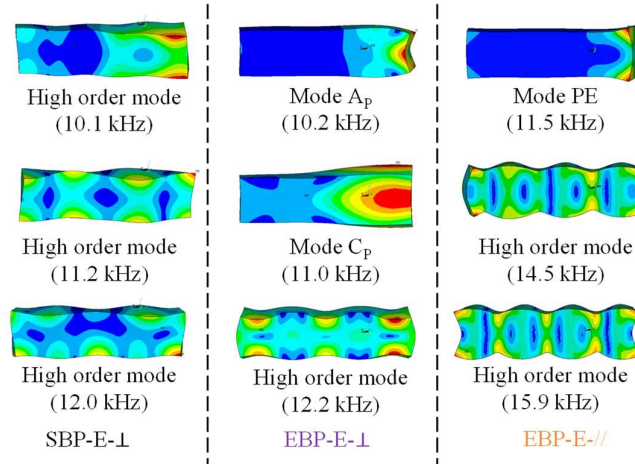 High order mode
(10.1 kHz)
Mode A_P
(10.2 kHz)
Mode PE
(11.5 kHz)
High order mode
(11.2 kHz)
Mode C_P
(11.0 kHz)
High order mode
(14.5 kHz)
High order mode
(12.0 kHz)
High order mode
(12.2 kHz)
High order mode
(15.9 kHz)
SBP-E-⊥
EBP-E-⊥
EBP-E-//